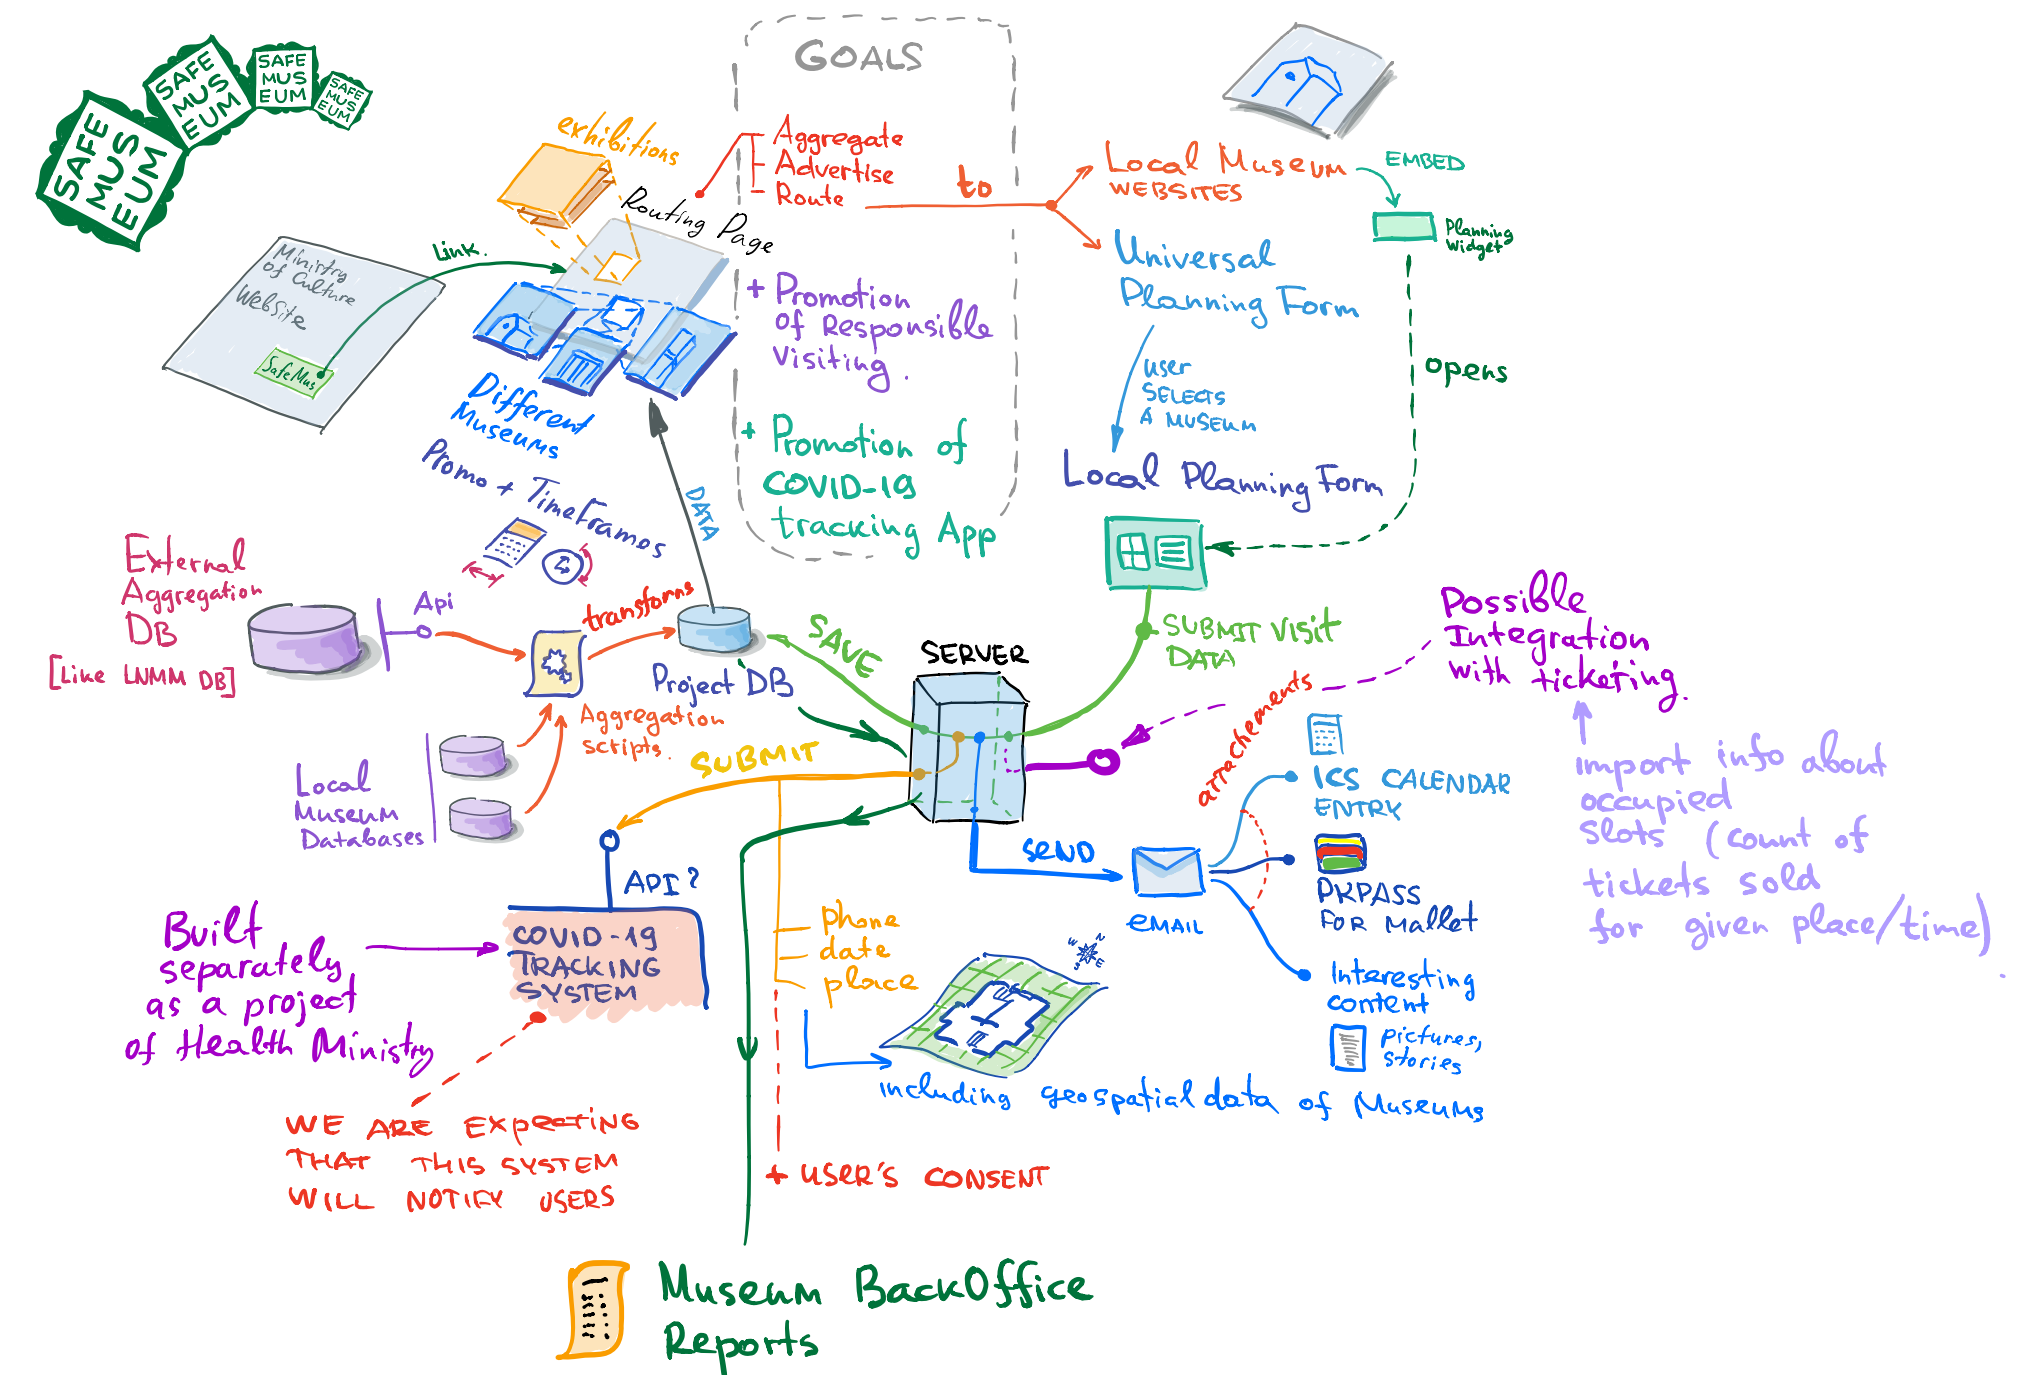 SAFE
MUS
EUM
SAFE
MUS
EUM
SAFE
MUS
EUM
SAFE
MUS
EUM
GOALS
Aggregate
Advertise
Route
to
+ Promotion
of Responsible
visiting.
+ Promotion of
COVID-19
tracking App
exhibitions
Routing Page
Link.
Ministry
of Culture
Website
SafeMus
Different
Museums
Promo + TimeFrames
DATA
Local Museum
WEBSITES
EMBED
Planning
Widget
Universal
Planning Form
user
SELECTS
A MUSEUM
opens
Local Planning Form
External
Aggregation
DB
[Like LNMM DB]
Api
transforms
Project DB
Aggregation
scripts.
Local
Museum
Databases
SAVE
SERVER
SUBMIT VISIT
DATA
Possible
Integration
with ticketing.
import info about
occupied
slots (count of
tickets sold
for given place/time).
SUBMIT
API?
COVID-19
TRACKING
SYSTEM
Built
separately
as a project
of Health Ministry
WE ARE EXPECTING
THAT THIS SYSTEM
WILL NOTIFY USERS
phone
date
place
+ USER'S CONSENT
N
E
S
W
including geospatial data of Museums
SEND
EMAIL
attachements
ICS CALENDAR
ENTRY
PKPASS
FOR Wallet
Interesting
content
pictures,
stories
Museum BackOffice
Reports